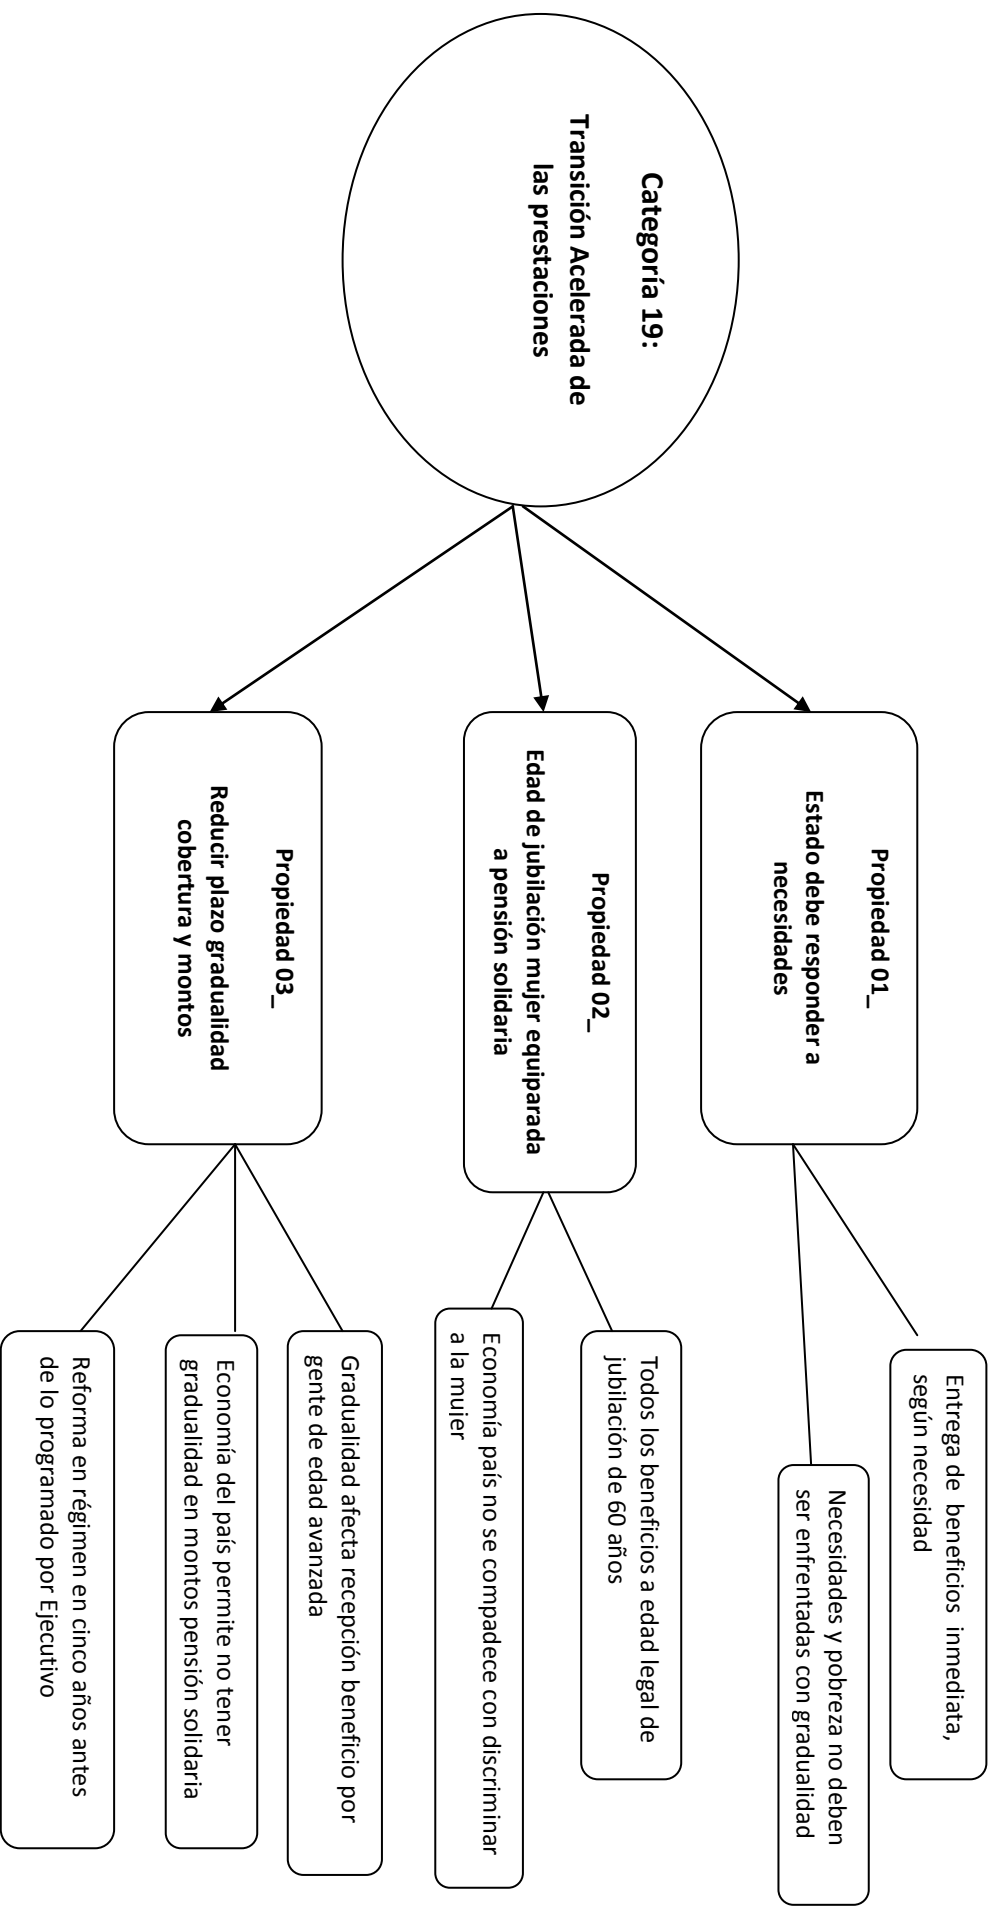 Categoría 19:
Transición Acelerada de
las prestaciones
Propiedad 01_
Estado debe responder a
necesidades
Entrega de beneficios inmediata,
según necesidad
Necesidades y pobreza no deben
ser enfrentadas con gradualidad
Propiedad 02_
Edad de jubilación mujer equiparada
a pensión solidaria
Todos los beneficios a edad legal de
jubilación de 60 años
Economía país no se compadece con discriminar
a la mujer
Propiedad 03_
Reducir plazo gradualidad
cobertura y montos
Gradualidad afecta recepción beneficio por
gente de edad avanzada
Economía del país permite no tener
gradualidad en montos pensión solidaria
Reforma en régimen en cinco años antes
de lo programado por Ejecutivo